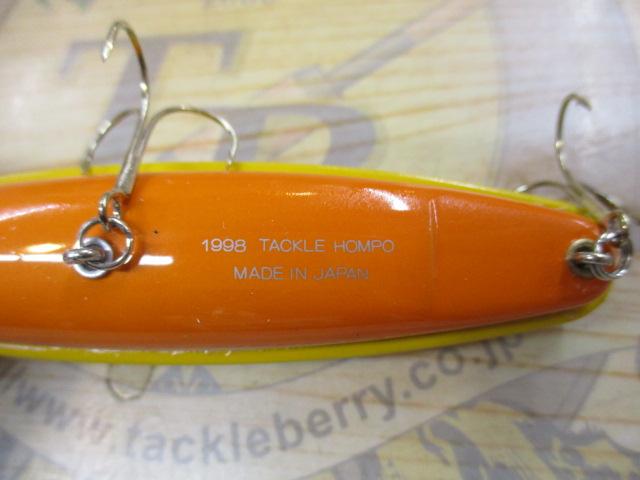 1998 TACKLE HOMPO
MADE IN JAPAN
www.tackleberry.co.jp